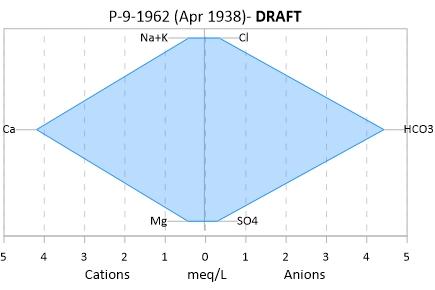 P-9-1962 (Apr 1938)- DRAFT
Na+K Cl
Ca HCO3
Mg SO4
5 4 3 2 1 0 1 2 3 4 5
Cations meq/L Anions